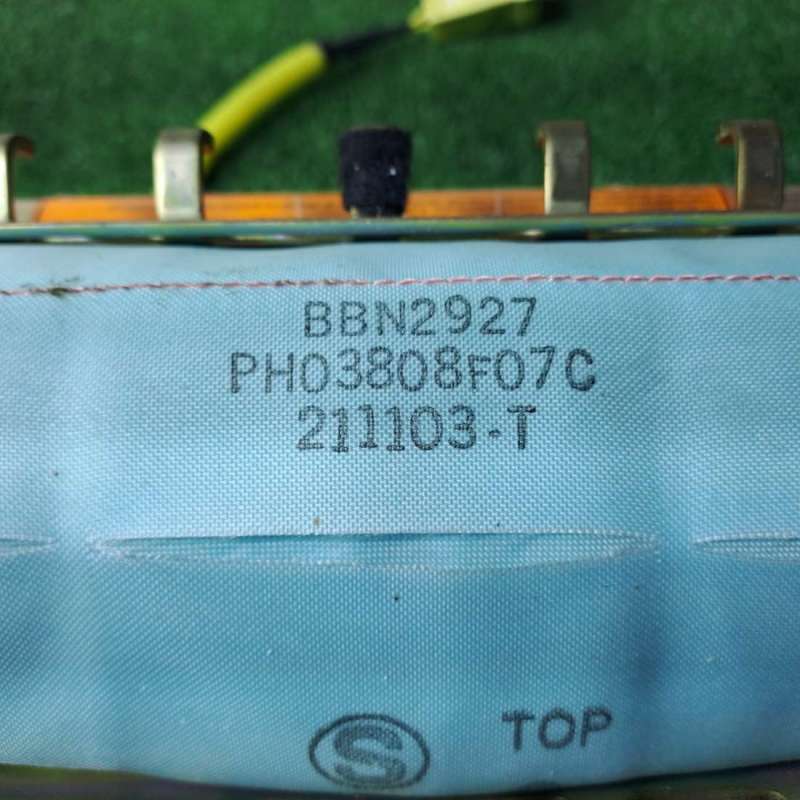 BBN2927
PH03808F07C
211103-T
TOP
S